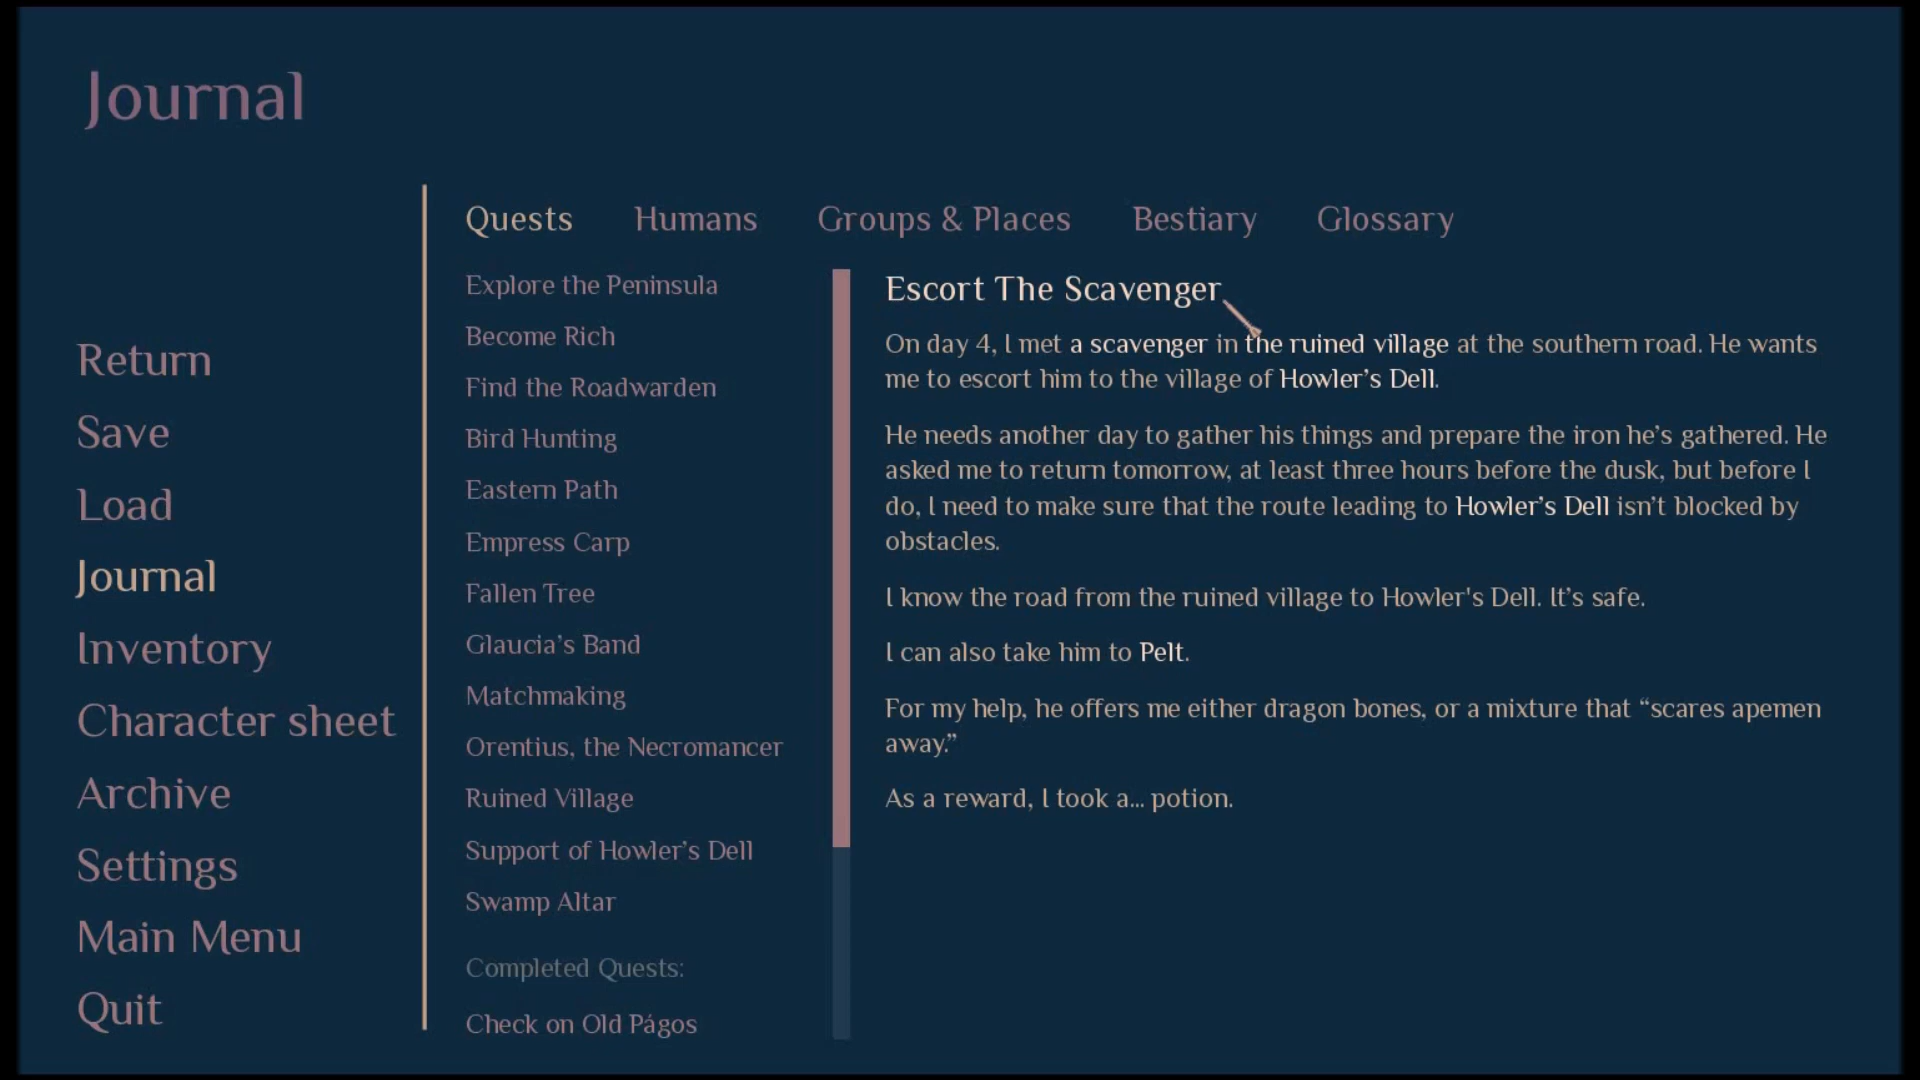 Journal
Quests Humans Groups & Places Bestiary Glossary
Return
Save
Load
Journal
Inventory
Character sheet
Archive
Settings
Main Menu
Quit
Explore the Peninsula
Become Rich
Find the Roadwarden
Bird Hunting
Eastern Path
Empress Carp
Fallen Tree
Glaucia’s Band
Matchmaking
Orentius, the Necromancer
Ruined Village
Support of Howler’s Dell
Swamp Altar
Completed Quests:
Check on Old Págos
Escort The Scavenger
On day 4, I met a scavenger in the ruined village at the southern road. He wants
me to escort him to the village of Howler’s Dell.
He needs another day to gather his things and prepare the iron he’s gathered. He
asked me to return tomorrow, at least three hours before the dusk, but before I
do, I need to make sure that the route leading to Howler’s Dell isn’t blocked by
obstacles.
I know the road from the ruined village to Howler's Dell. It’s safe.
I can also take him to Pelt.
For my help, he offers me either dragon bones, or a mixture that “scares apemen
away.”
As a reward, I took a... potion.